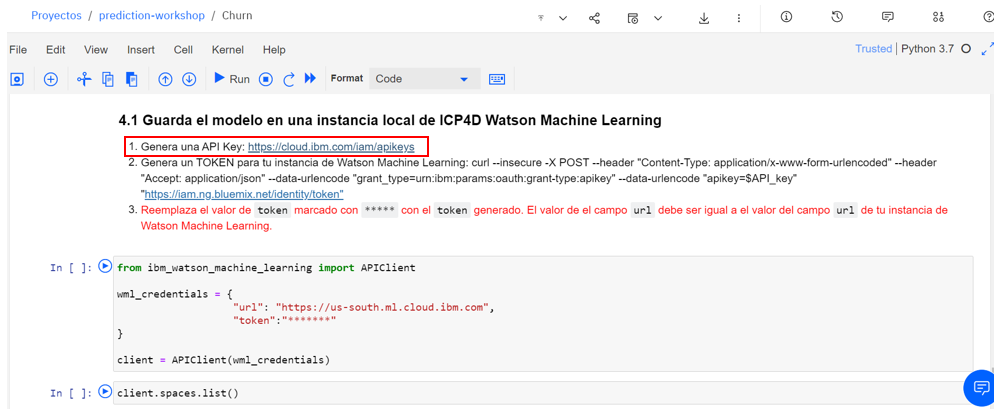 Proyectos / prediction-workshop / Churn
File Edit View Insert Cell Kernel Help
Trusted | Python 3.7
Run Format Code
4.1 Guarda el modelo en una instancia local de ICP4D Watson Machine Learning
1. Genera una API Key: https://cloud.ibm.com/iam/apikeys
2. Genera un TOKEN para tu instancia de Watson Machine Learning: curl --insecure -X POST --header "Content-Type: application/x-www-form-urlencoded" --header
"Accept: application/json" --data-urlencode "grant_type=urn:ibm:params:oauth:grant-type:apikey" --data-urlencode "apikey=$API_key"
"https://iam.ng.bluemix.net/identity/token"
3. Reemplaza el valor de token marcado con ***** con el token generado. El valor de el campo url debe ser igual a el valor del campo url de tu instancia de
Watson Machine Learning.
In [ ]: from ibm_watson_machine_learning import APIClient
wml_credentials = {
"url": "https://us-south.ml.cloud.ibm.com",
"token":"*******"
}
client = APIClient(wml_credentials)
In [ ]: client.spaces.list()